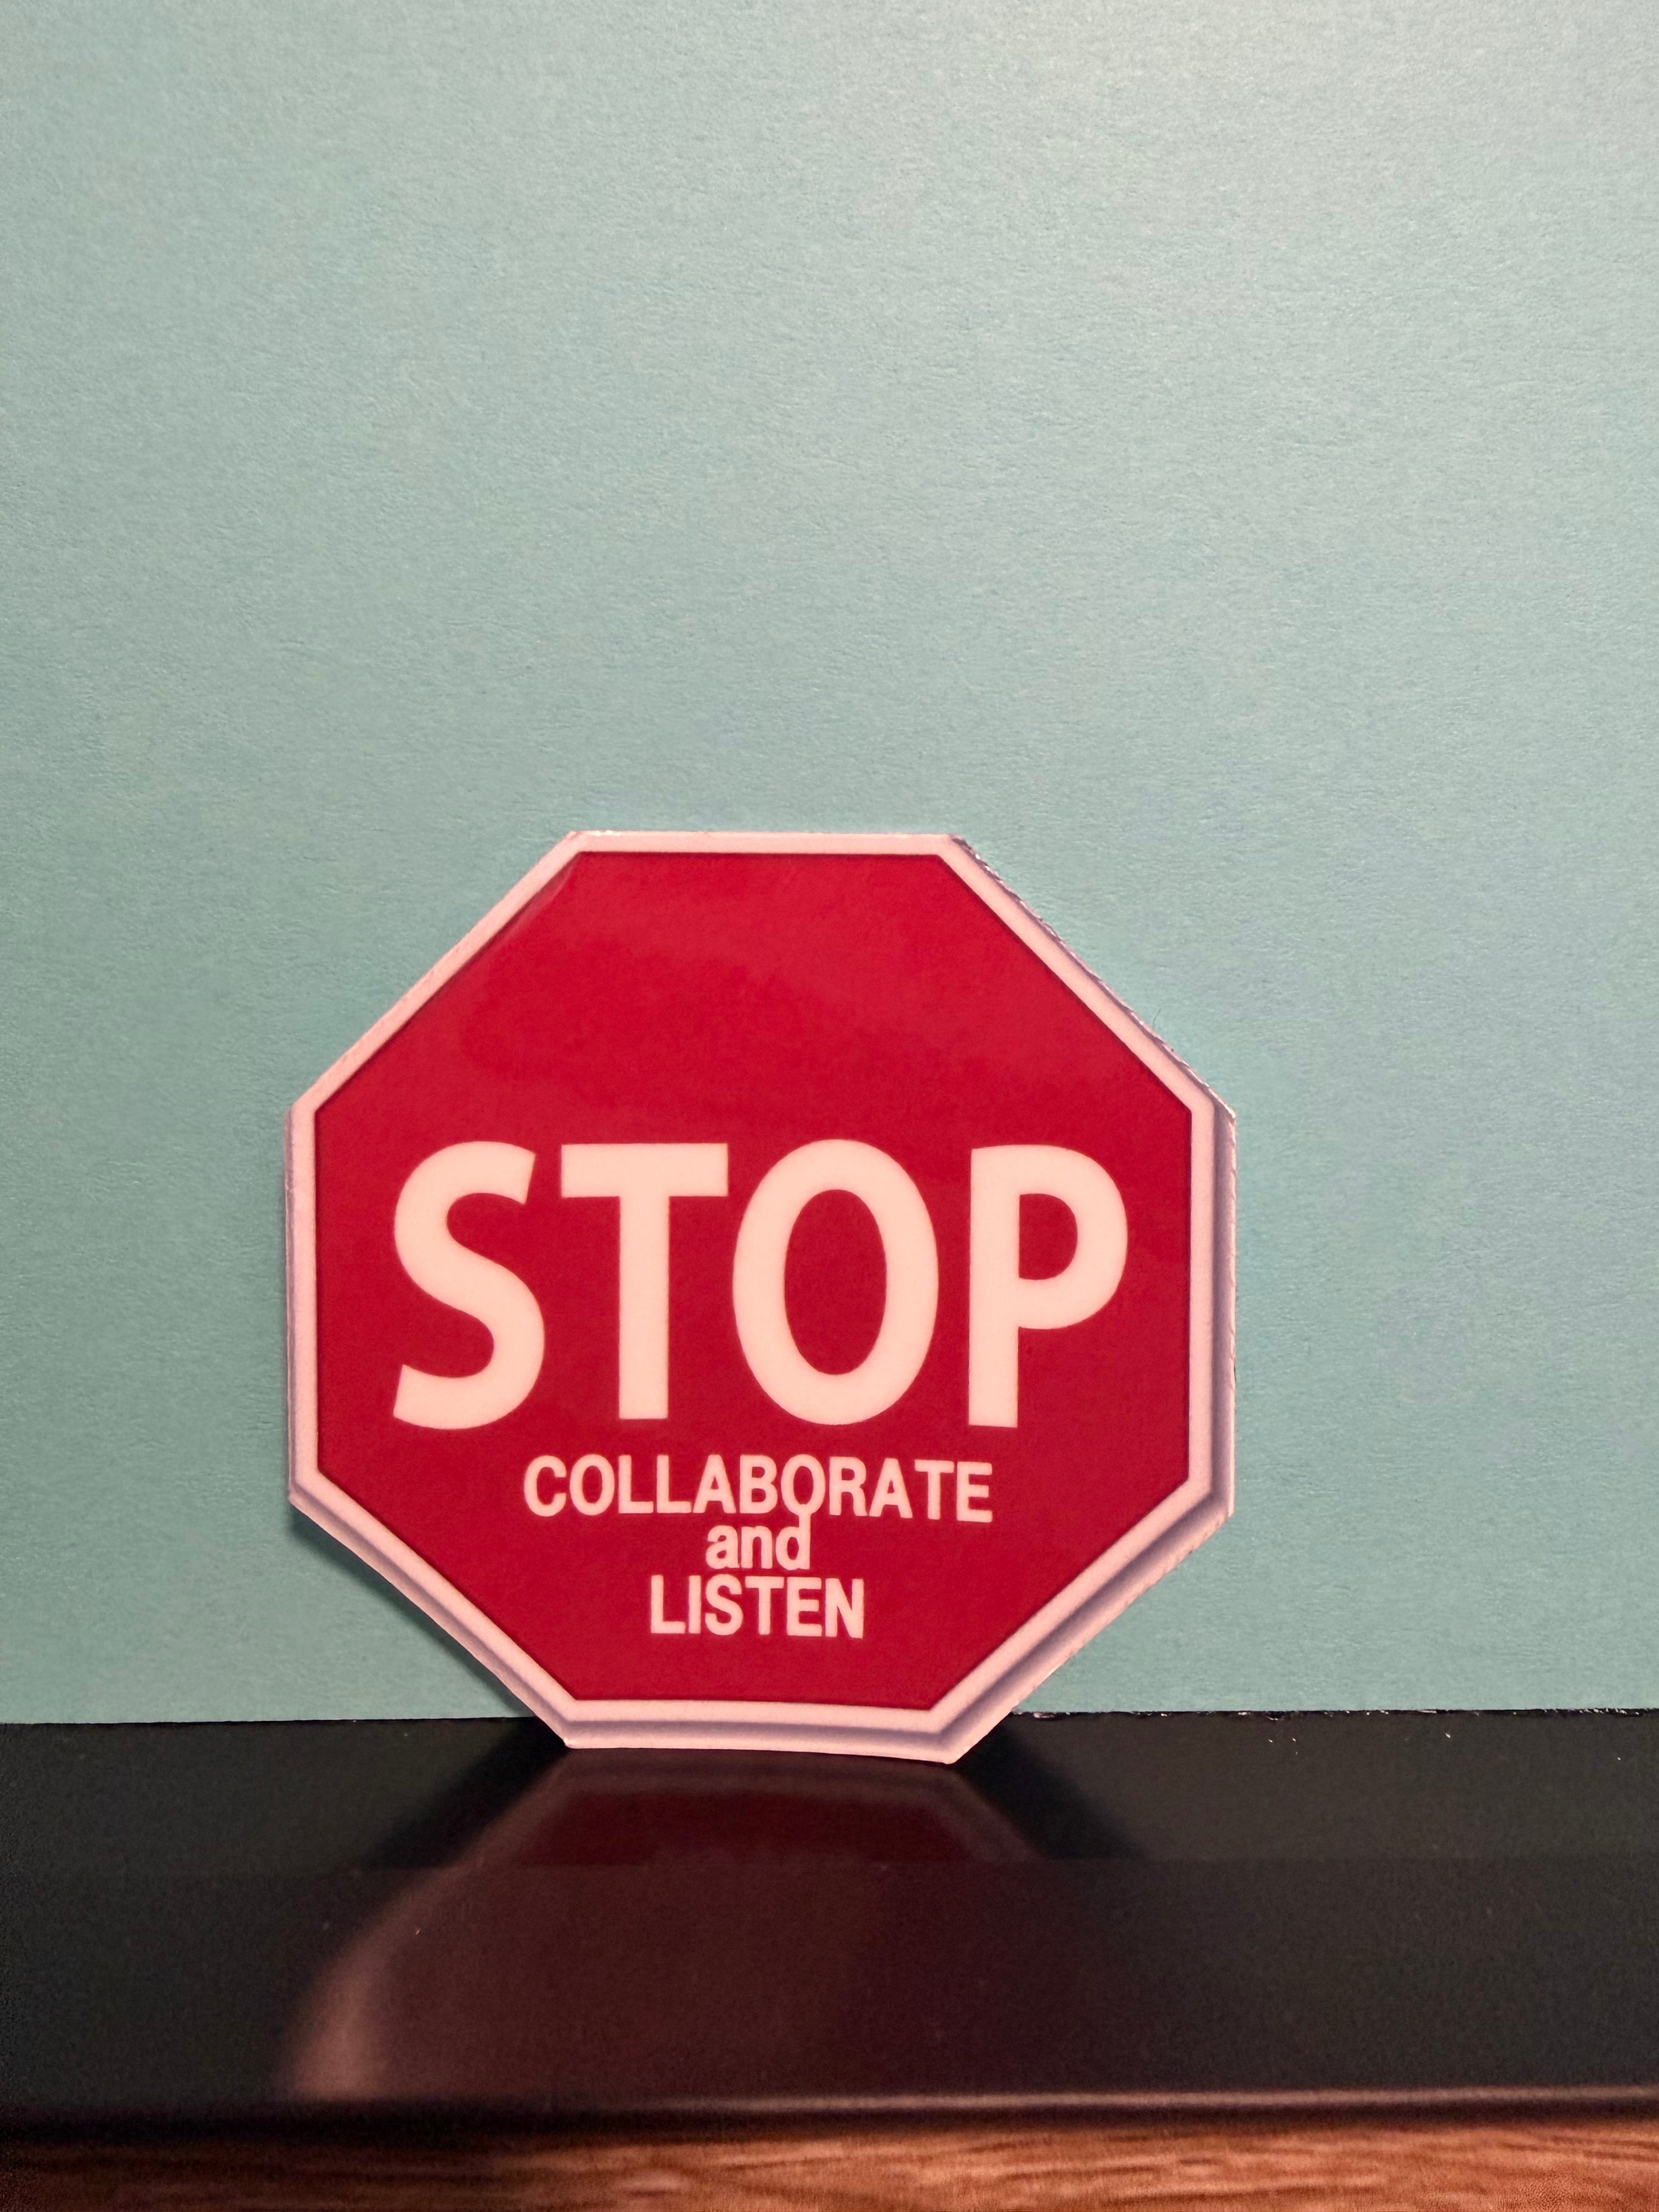 STOP
COLLABORATE
and
LISTEN